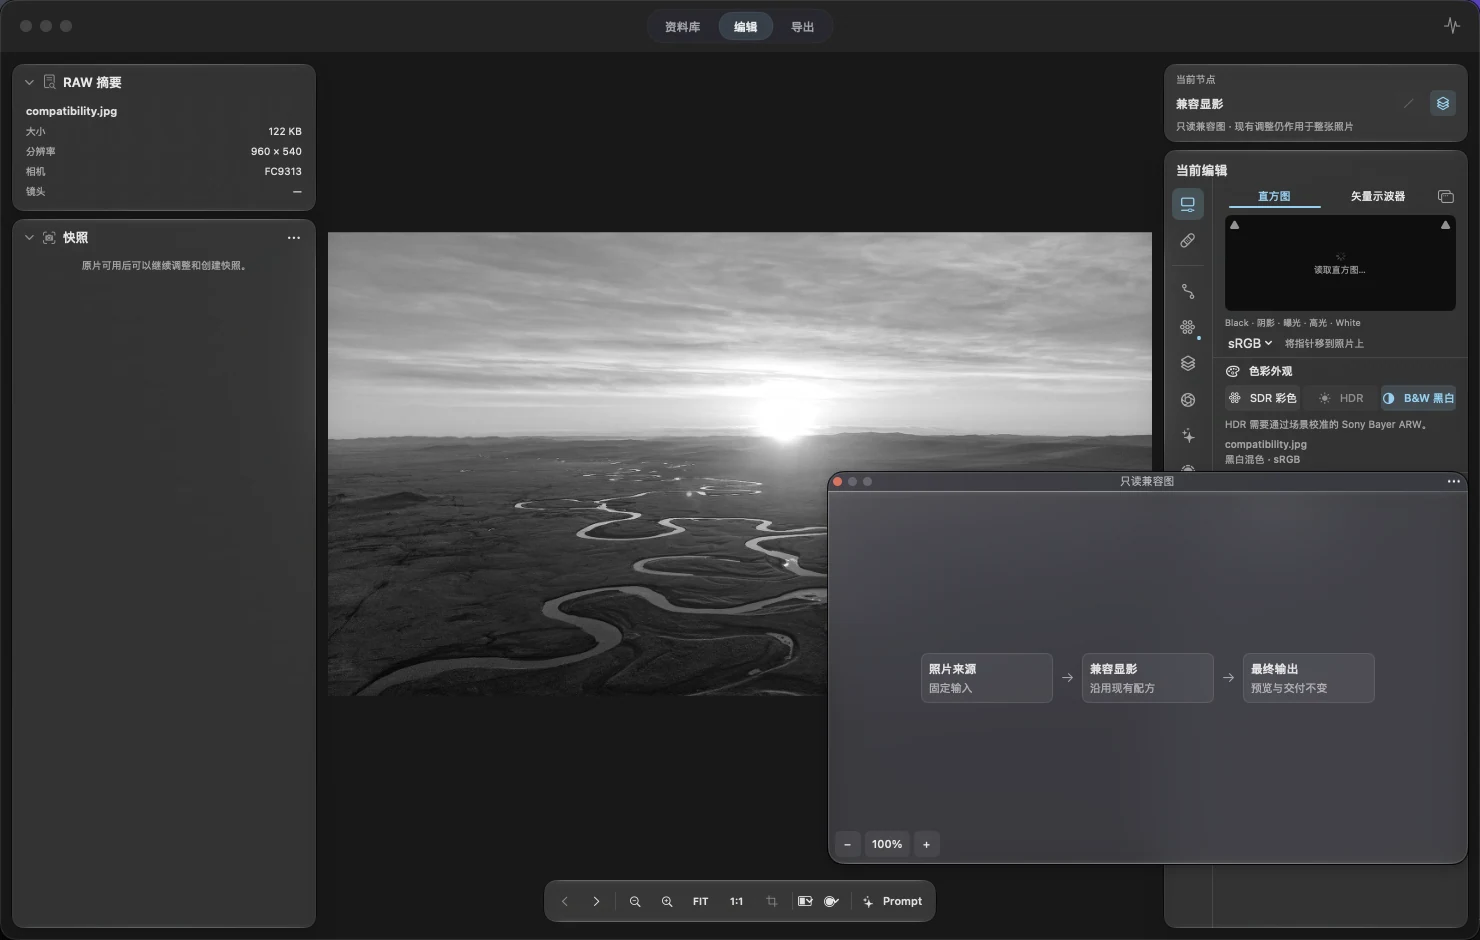 资料库
编辑
导出
RAW 摘要
compatibility.jpg
大小 122 KB
分辨率 960 × 540
相机 FC9313
镜头 —
快照
原片可用后可以继续调整和创建快照。
当前节点
兼容显影
只读兼容图 · 现有调整仍作用于整张照片
当前编辑
直方图
矢量示波器
读取直方图...
Black · 阴影 · 曝光 · 高光 · White
sRGB 将指针移到照片上
色彩外观
SDR 彩色
HDR
B&W 黑白
HDR 需要通过场景校准的 Sony Bayer ARW。
compatibility.jpg
黑白混色 · sRGB
只读兼容图
照片来源
固定输入
→
兼容显影
沿用现有配方
→
最终输出
预览与交付不变
− 100% +
FIT 1:1 Prompt